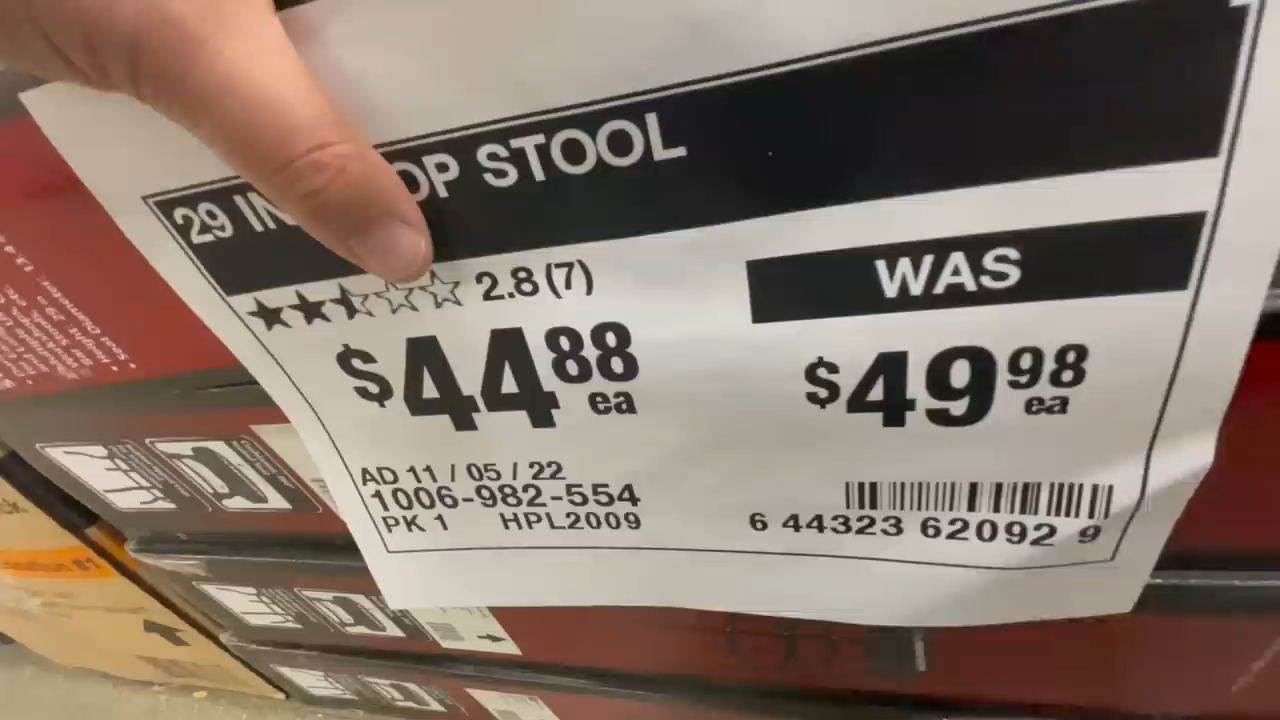 29 IN OP STOOL
2.8 (7)
WAS
$44 88 ea
$49 98 ea
AD 11 / 05 / 22
1006-982-554
PK 1 HPL2009
6 44323 62092 9